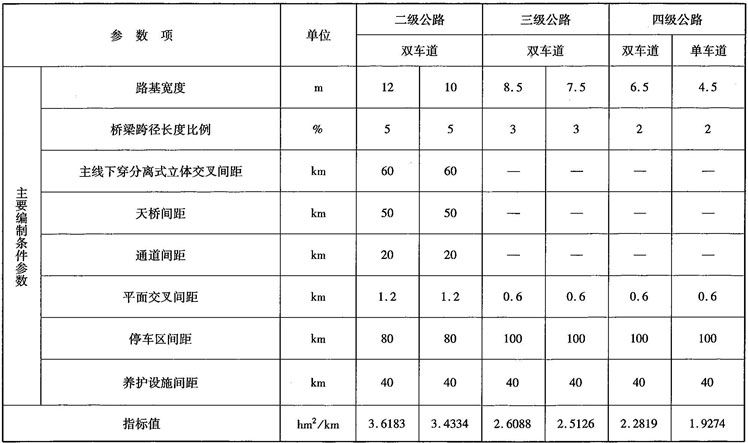 参数项 单位 二级公路 三级公路 四级公路
双车道 双车道 双车道 单车道
主要编制条件参数
路基宽度 m 12 10 8.5 7.5 6.5 4.5
桥梁跨径长度比例 % 5 5 3 3 2 2
主线下穿分离式立体交叉间距 km 60 60 — — — —
天桥间距 km 50 50 — — — —
通道间距 km 20 20 — — — —
平面交叉间距 km 1.2 1.2 0.6 0.6 0.6 0.6
停车区间距 km 80 80 100 100 100 100
养护设施间距 km 40 40 40 40 40 40
指标值 hm²/km 3.6183 3.4334 2.6088 2.5126 2.2819 1.9274